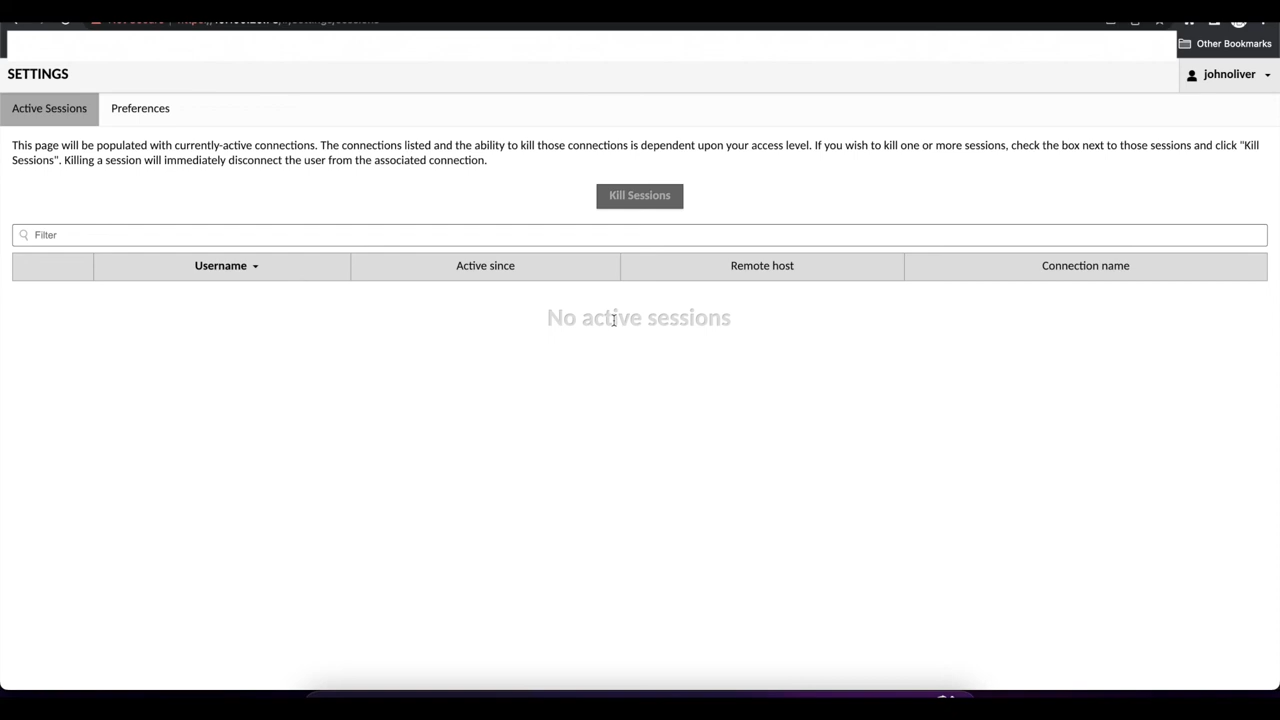 Other Bookmarks
SETTINGS
johnoliver
Active Sessions
Preferences
This page will be populated with currently-active connections. The connections listed and the ability to kill those connections is dependent upon your access level. If you wish to kill one or more sessions, check the box next to those sessions and click "Kill
Sessions". Killing a session will immediately disconnect the user from the associated connection.
Kill Sessions
Filter
Username
Active since
Remote host
Connection name
No active sessions